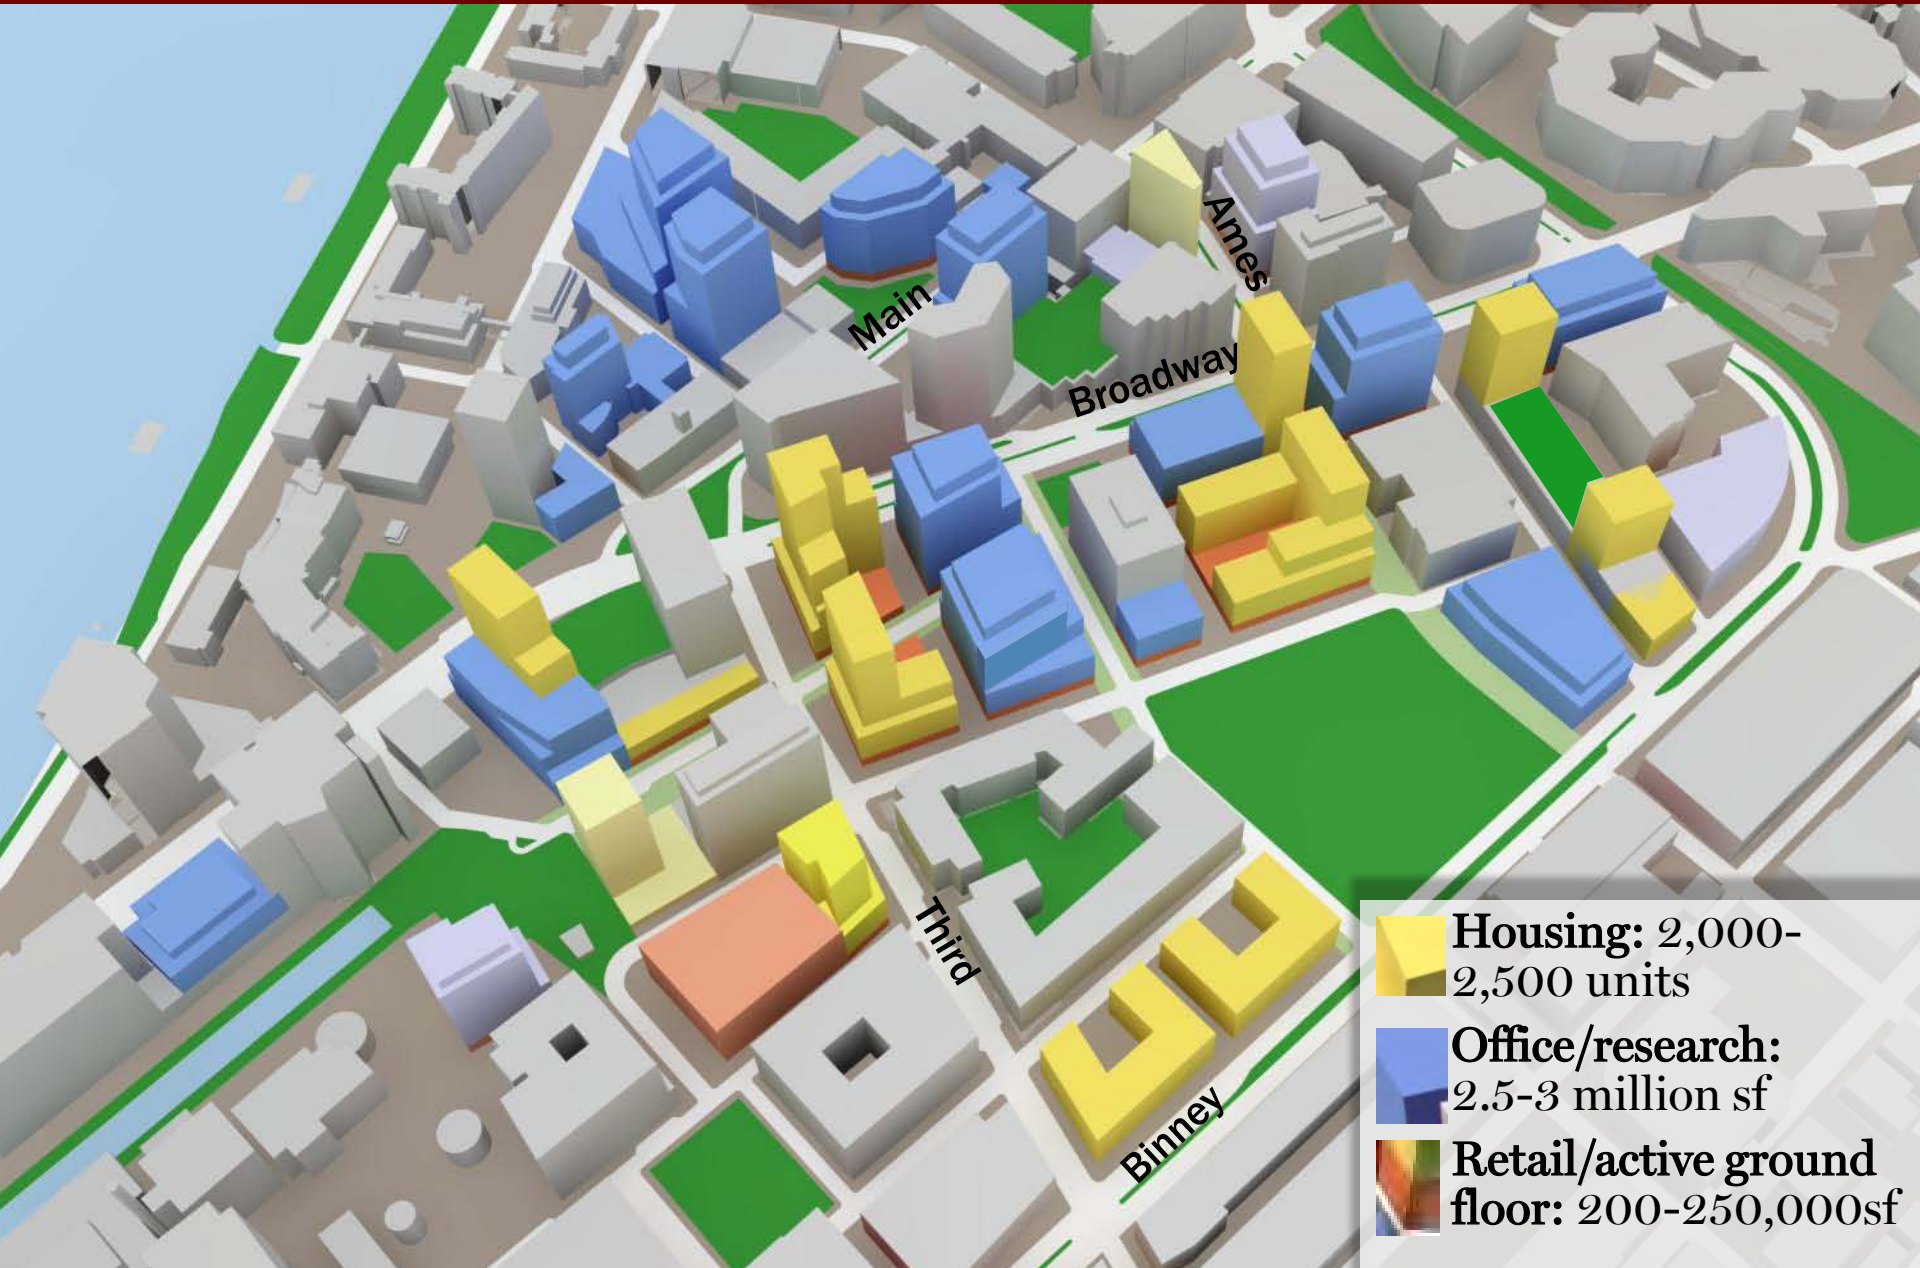 Ames
Main
Broadway
Third
Binney
Housing: 2,000-
2,500 units
Office/research:
2.5-3 million sf
Retail/active ground
floor: 200-250,000sf